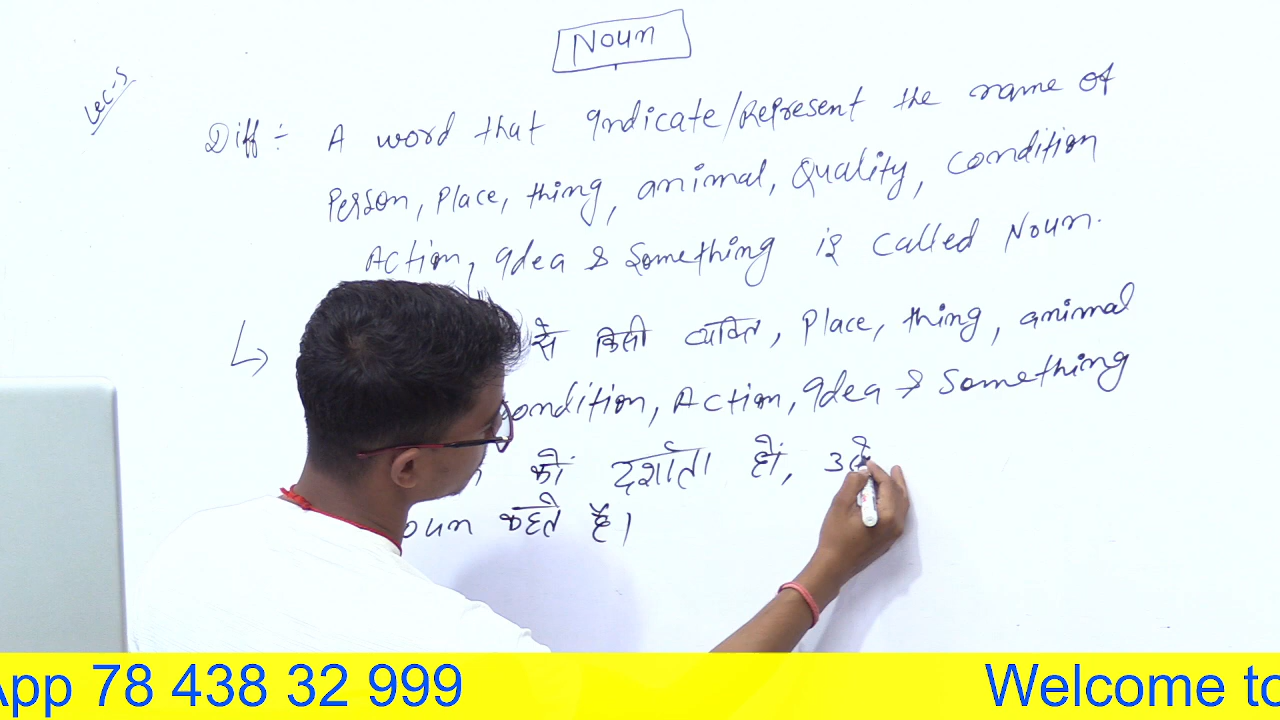 Noun
Lec-5
Diff :- A word that Indicate/Represent the name of
Person, Place, thing, animal, Quality, Condition
Action, Idea & Something is called Noun.
↳ से किसी व्यक्ति, Place, thing, animal
ondition, Action, Idea & Something
को दर्शाता हो, उसे
oun कहते है।
App 78 438 32 999 Welcome to